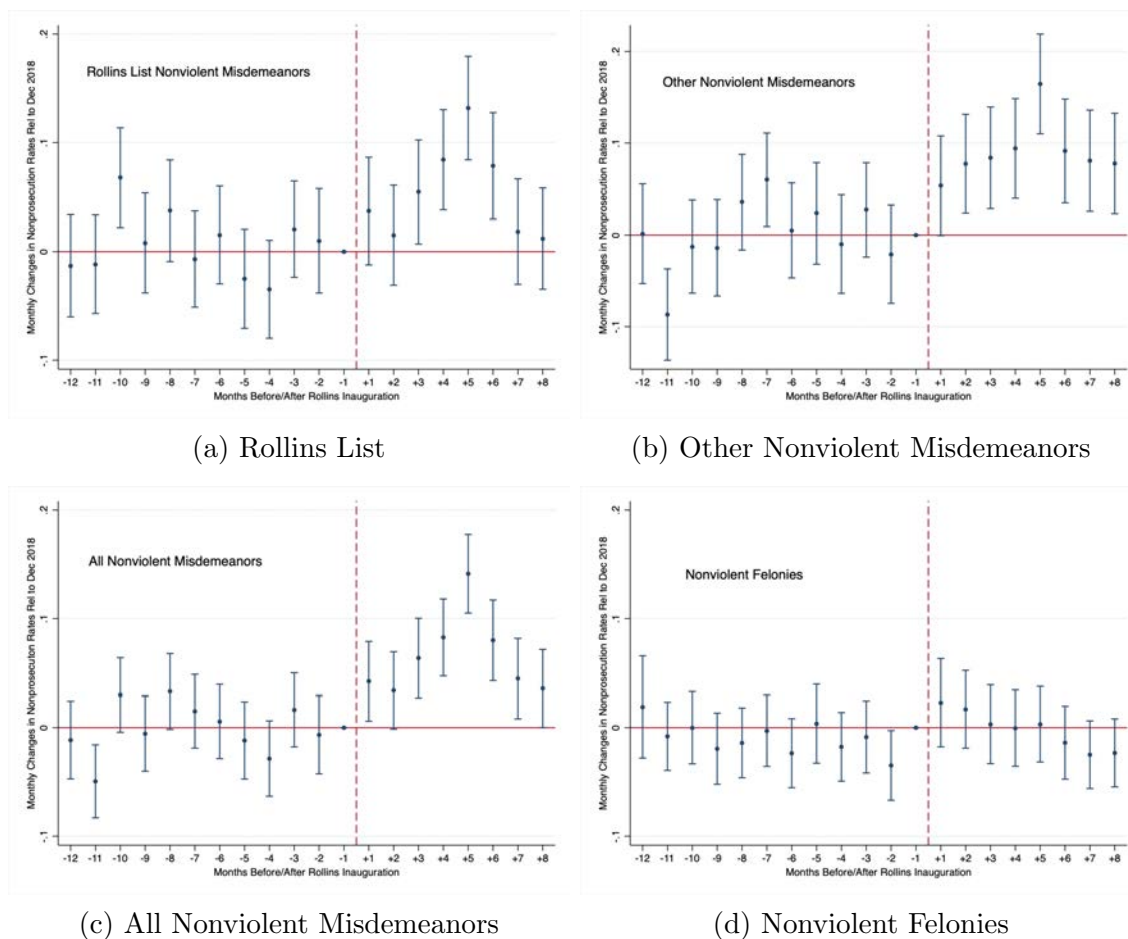 Monthly Changes in Nonprosecution Rates Rel to Dec 2018
.2
.1
0
-.1
Rollins List Nonviolent Misdemeanors
-12 -11 -10 -9 -8 -7 -6 -5 -4 -3 -2 -1 +1 +2 +3 +4 +5 +6 +7 +8
Months Before/After Rollins Inauguration
(a) Rollins List
Monthly Changes in Nonprosecution Rates Rel to Dec 2018
.2
.1
0
-.1
Other Nonviolent Misdemeanors
-12 -11 -10 -9 -8 -7 -6 -5 -4 -3 -2 -1 +1 +2 +3 +4 +5 +6 +7 +8
Months Before/After Rollins Inauguration
(b) Other Nonviolent Misdemeanors
Monthly Changes in Nonprosecuton Rates Rel to Dec 2018
.2
.1
0
-.1
All Nonviolent Misdemeanors
-12 -11 -10 -9 -8 -7 -6 -5 -4 -3 -2 -1 +1 +2 +3 +4 +5 +6 +7 +8
Months Before/After Rollins Inauguration
(c) All Nonviolent Misdemeanors
Monthly Changes in Nonprosecution Rates Rel to Dec 2018
.2
.1
0
-.1
Nonviolent Felonies
-12 -11 -10 -9 -8 -7 -6 -5 -4 -3 -2 -1 +1 +2 +3 +4 +5 +6 +7 +8
Months Before/After Rollins Inauguration
(d) Nonviolent Felonies